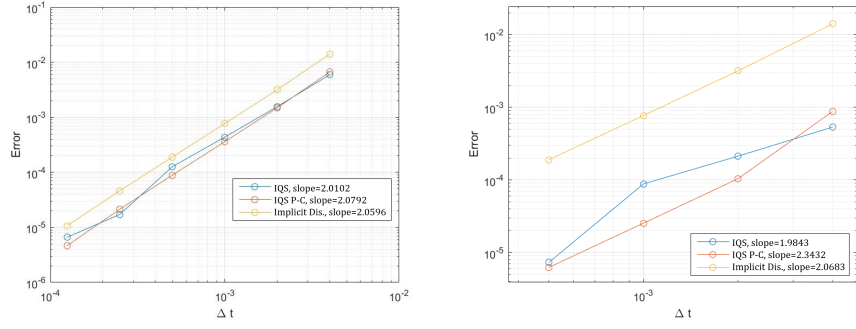 10^-1
10^-2
10^-3
10^-4
10^-5
10^-6
Error
10^-4
10^-3
10^-2
Δ t
IQS, slope=2.0102
IQS P-C, slope=2.0792
Implicit Dis., slope=2.0596
10^-2
10^-3
10^-4
10^-5
Error
10^-3
Δ t
IQS, slope=1.9843
IQS P-C, slope=2.3432
Implicit Dis., slope=2.0683